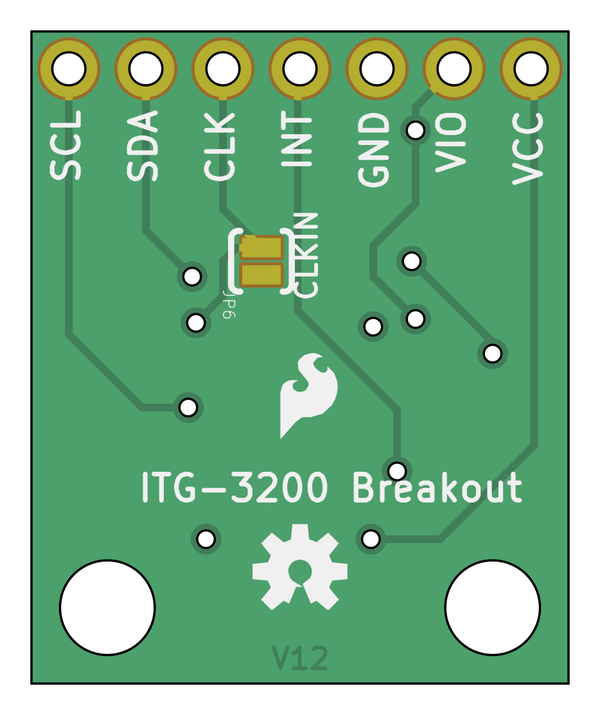 SCL
SDA
CLK
INT
GND
VIO
VCC
CLKIN
JP6
ITG-3200 Breakout
V12